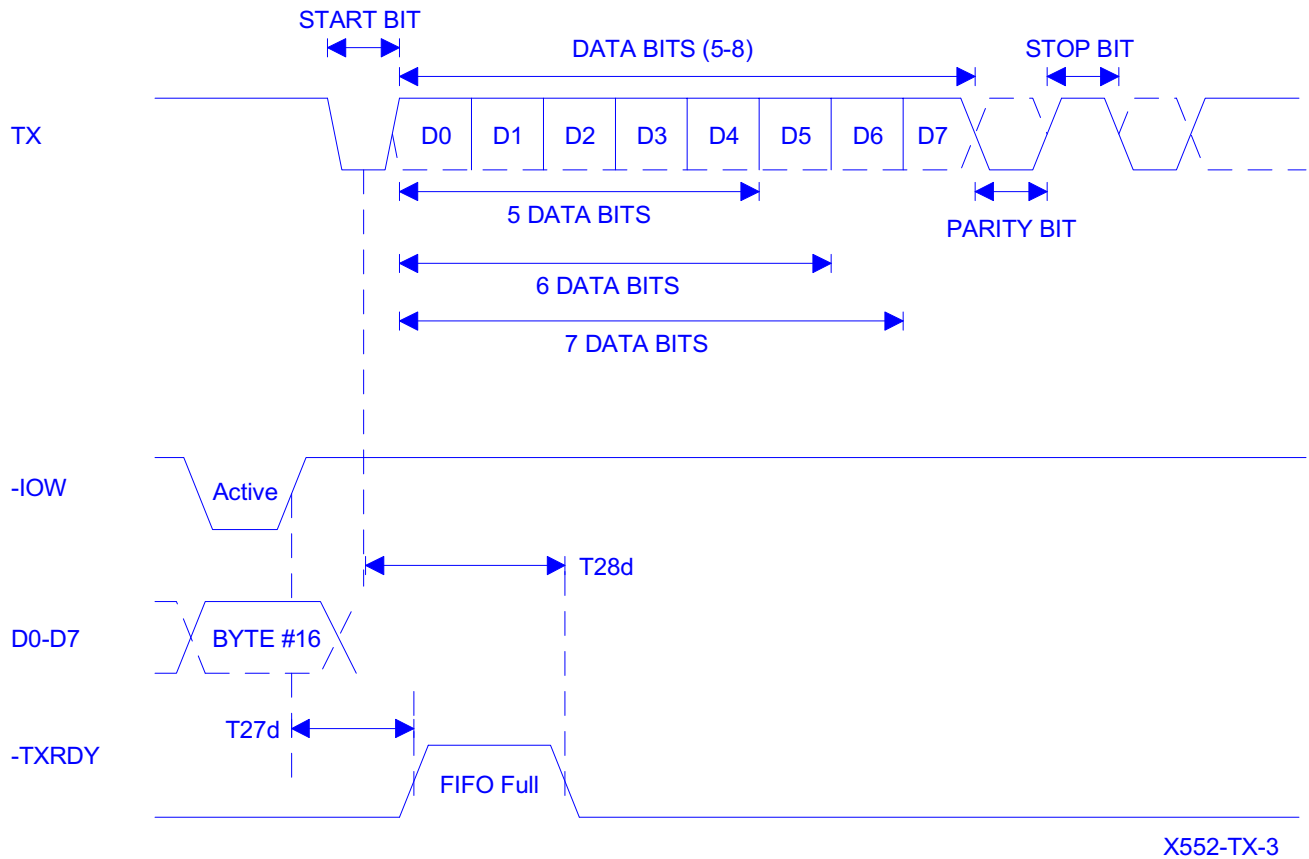 START BIT
DATA BITS (5-8)
STOP BIT
TX
D0
D1
D2
D3
D4
D5
D6
D7
5 DATA BITS
PARITY BIT
6 DATA BITS
7 DATA BITS
-IOW
Active
T28d
D0-D7
BYTE #16
T27d
-TXRDY
FIFO Full
X552-TX-3